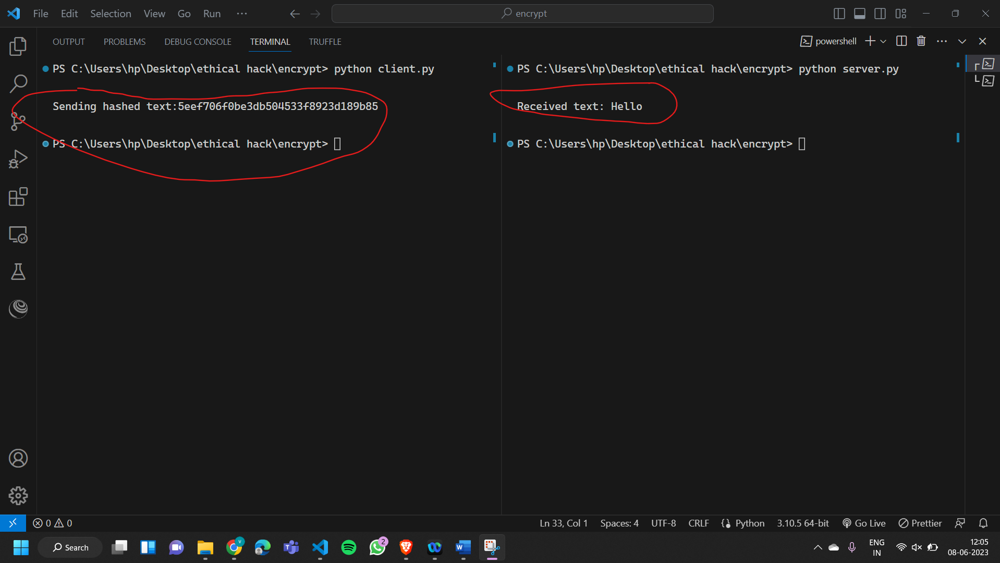 File Edit Selection View Go Run ···
encrypt
OUTPUT PROBLEMS DEBUG CONSOLE TERMINAL TRUFFLE
powershell
PS C:\Users\hp\Desktop\ethical hack\encrypt> python client.py
Sending hashed text:5eef706f0be3db504533f8923d189b85
PS C:\Users\hp\Desktop\ethical hack\encrypt>
PS C:\Users\hp\Desktop\ethical hack\encrypt> python server.py
Received text: Hello
PS C:\Users\hp\Desktop\ethical hack\encrypt>
0 0 Ln 33, Col 1 Spaces: 4 UTF-8 CRLF Python 3.10.5 64-bit Go Live Prettier
Search
2
ENG
IN
12:05
08-06-2023